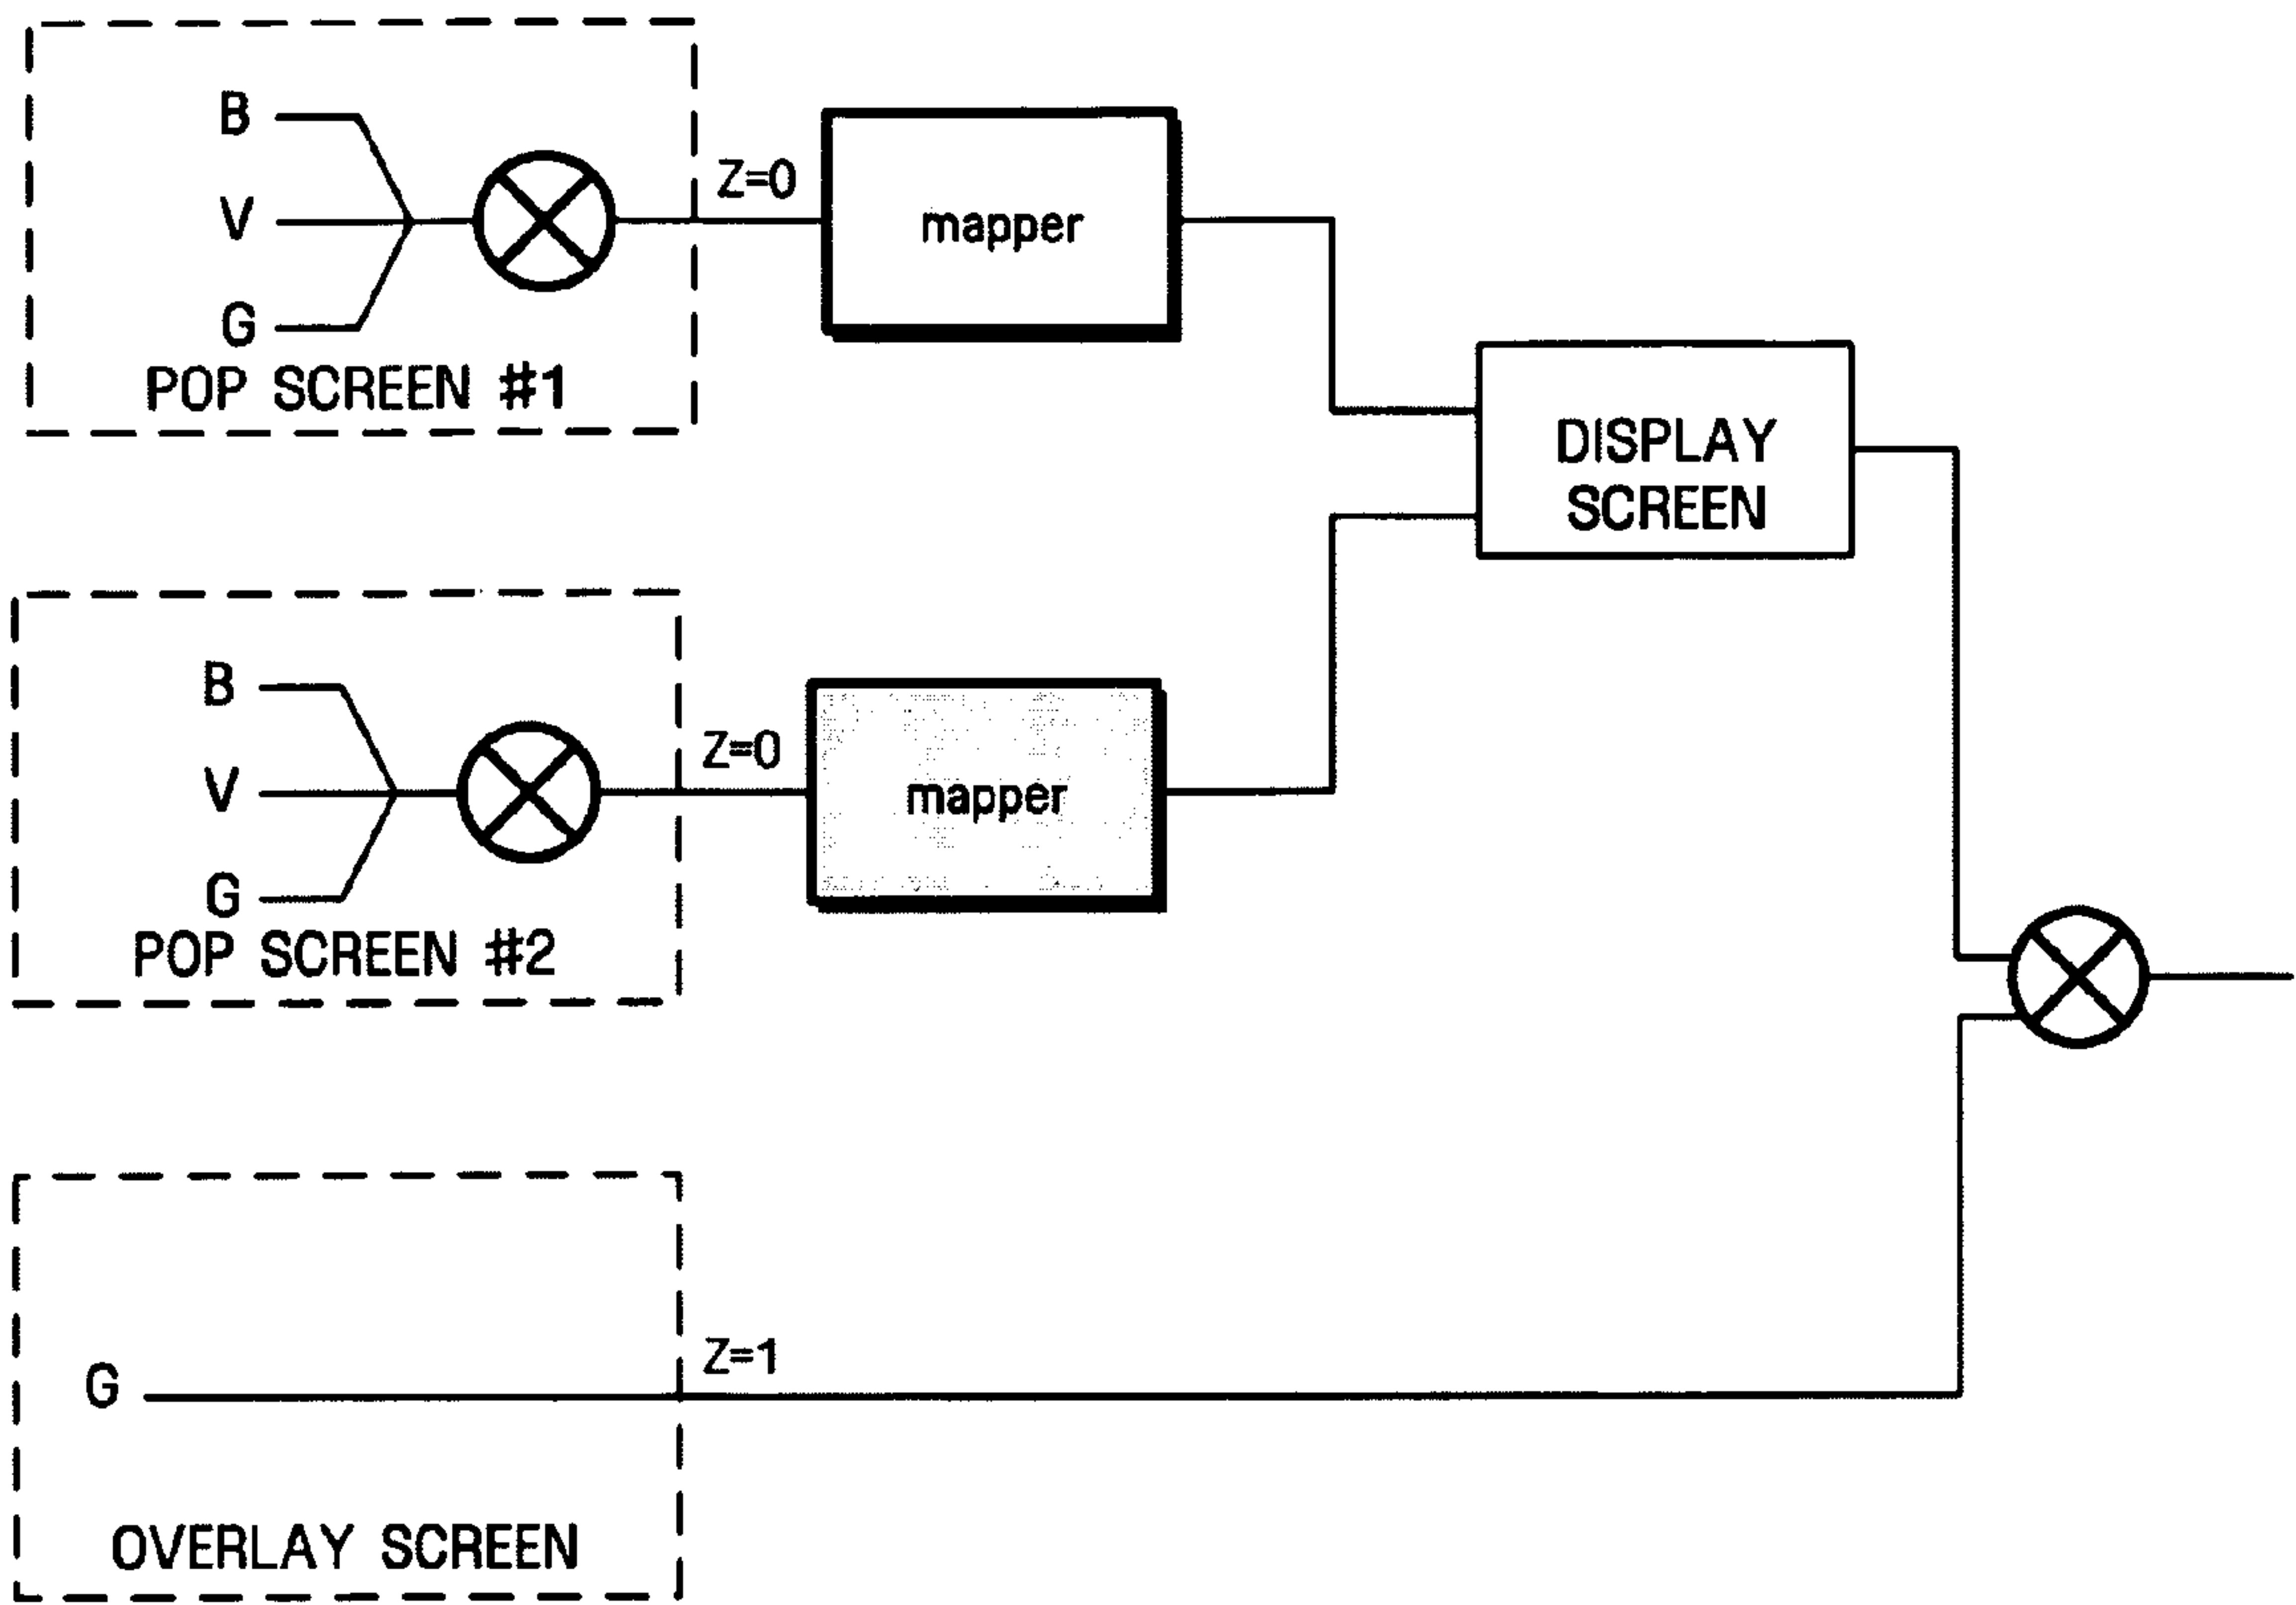 B
V
G
POP SCREEN #1
Z=0
mapper
DISPLAY
SCREEN
B
V
G
POP SCREEN #2
Z=0
mapper
G
Z=1
OVERLAY SCREEN